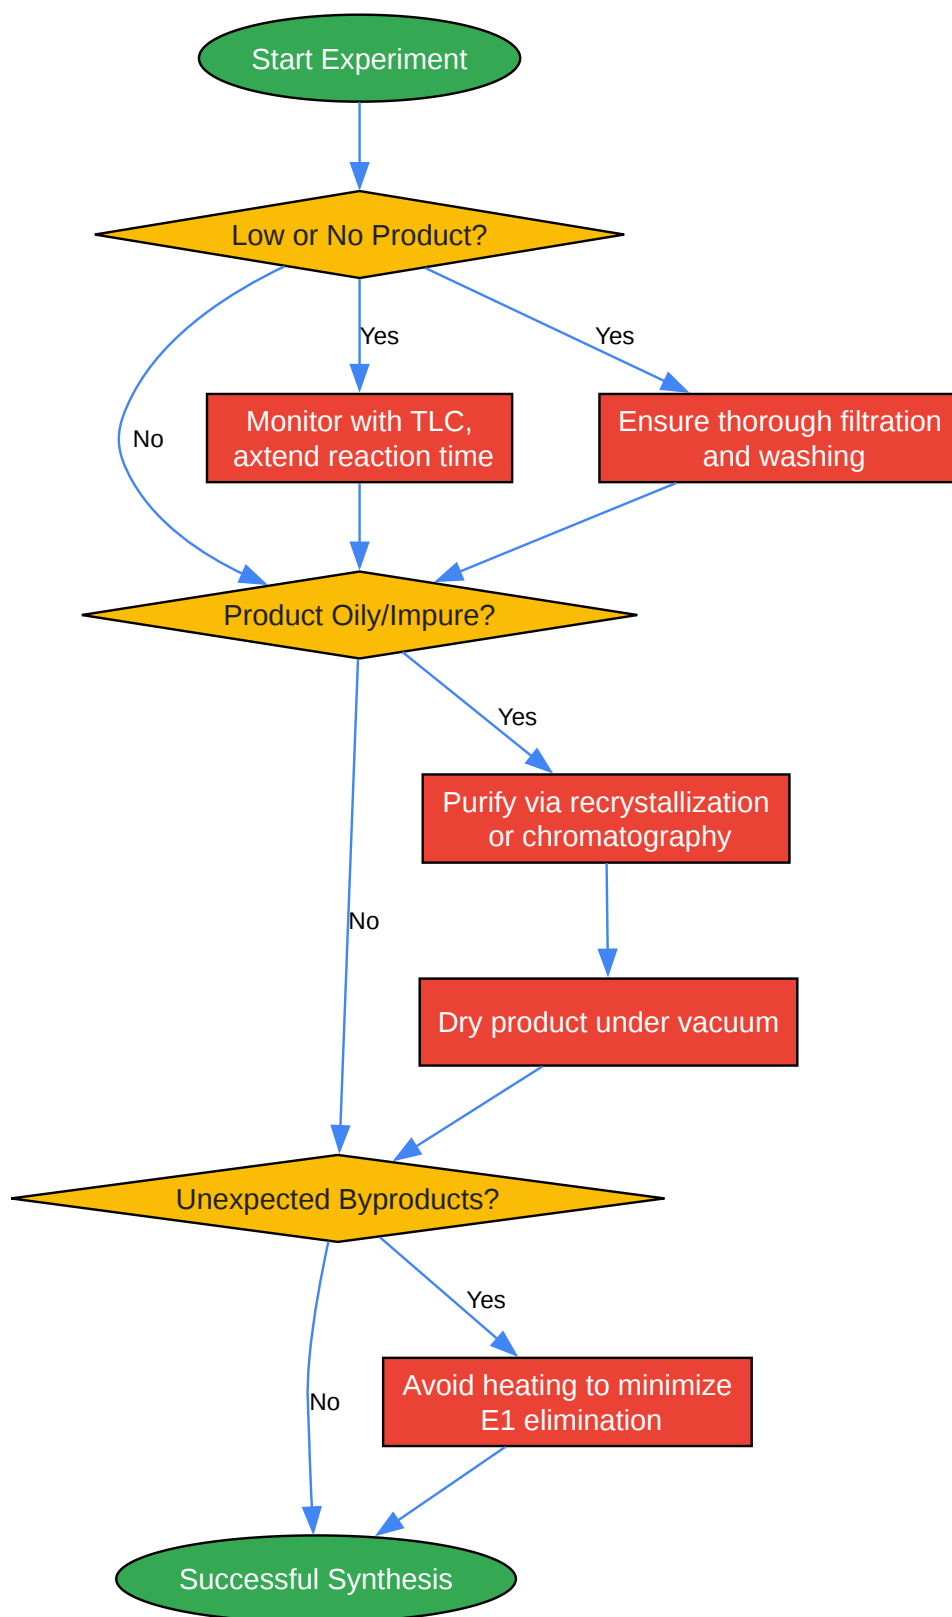 Start Experiment
Low or No Product?
Yes
Yes
No
Monitor with TLC,
axtend reaction time
Ensure thorough filtration
and washing
Product Oily/Impure?
Yes
Purify via recrystallization
or chromatography
No
Dry product under vacuum
Unexpected Byproducts?
Yes
No
Avoid heating to minimize
E1 elimination
Successful Synthesis